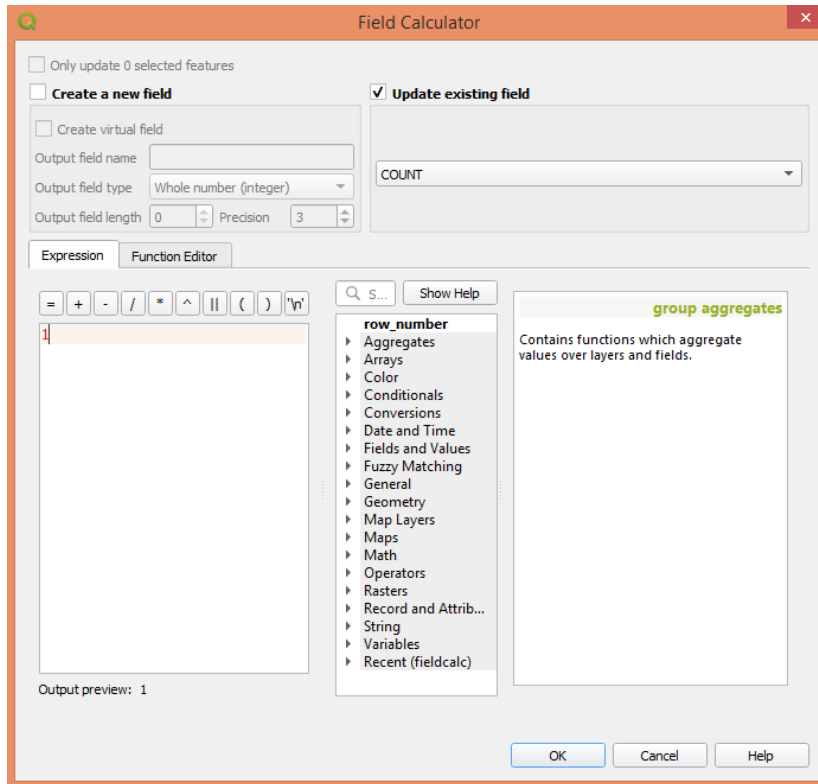 Field Calculator
Only update 0 selected features
Create a new field
Update existing field
Create virtual field
Output field name
Output field type Whole number (integer)
Output field length 0 Precision 3
COUNT
Expression Function Editor
= + - / * ^ || ( ) '\n'
S... Show Help
1
row_number
Aggregates
Arrays
Color
Conditionals
Conversions
Date and Time
Fields and Values
Fuzzy Matching
General
Geometry
Map Layers
Maps
Math
Operators
Rasters
Record and Attrib...
String
Variables
Recent (fieldcalc)
group aggregates
Contains functions which aggregate
values over layers and fields.
Output preview: 1
OK Cancel Help